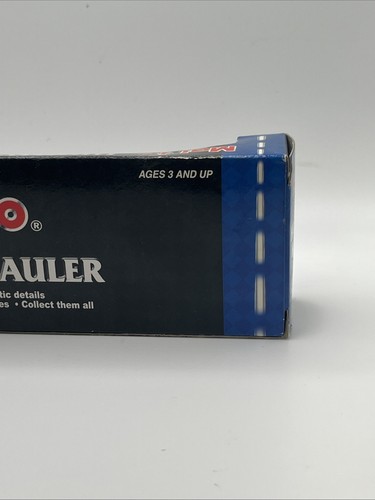 AGES 3 AND UP
O®
AULER
tic details
es • Collect them all